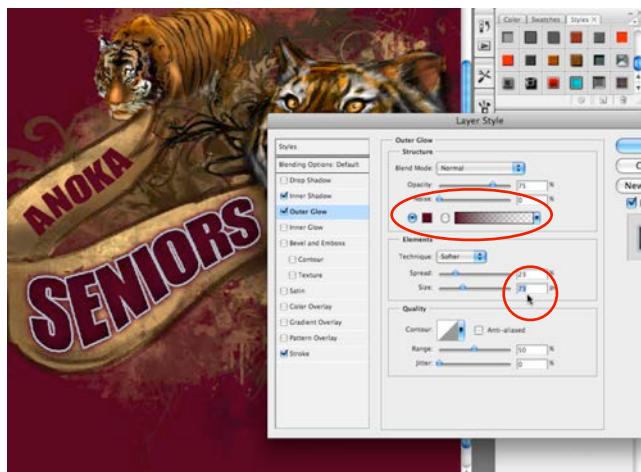 Color
Swatches
Styles ×
Layer Style
ANOKA
SENIORS
Styles
Blending Options: Default
Drop Shadow
Inner Shadow
Outer Glow
Inner Glow
Bevel and Emboss
Contour
Texture
Satin
Color Overlay
Gradient Overlay
Pattern Overlay
Stroke
Outer Glow
Structure
Blend Mode: Normal
Opacity: 75 %
Noise: 0 %
Elements
Technique: Softer
Spread: 23 %
Size: px
Quality
Contour: Anti-aliased
Range: 50 %
Jitter: 0 %
New